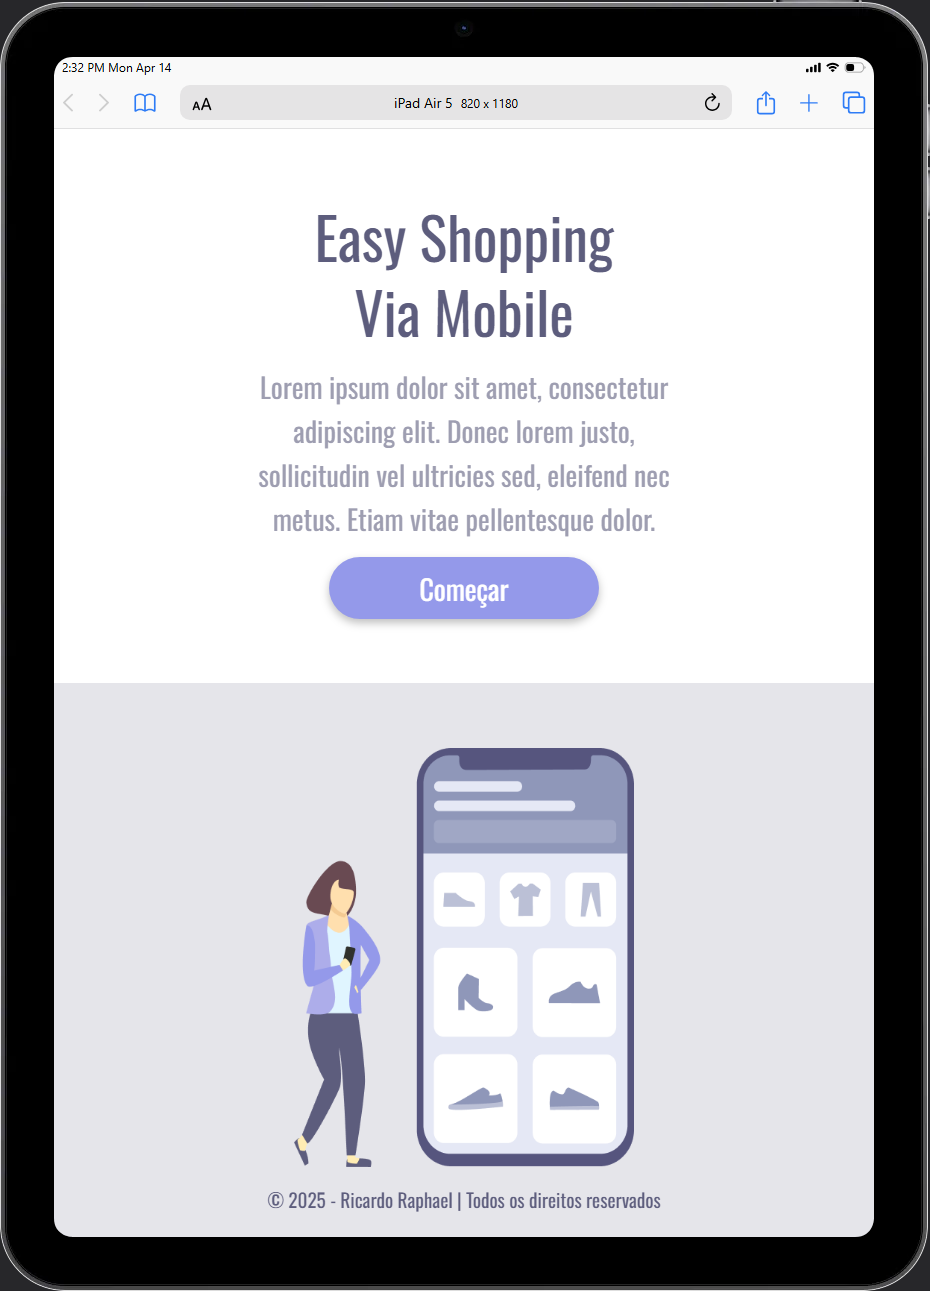 2:32 PM Mon Apr 14
AA iPad Air 5 820 x 1180
Easy Shopping
Via Mobile
Lorem ipsum dolor sit amet, consectetur
adipiscing elit. Donec lorem justo,
sollicitudin vel ultricies sed, eleifend nec
metus. Etiam vitae pellentesque dolor.
Começar
© 2025 - Ricardo Raphael | Todos os direitos reservados